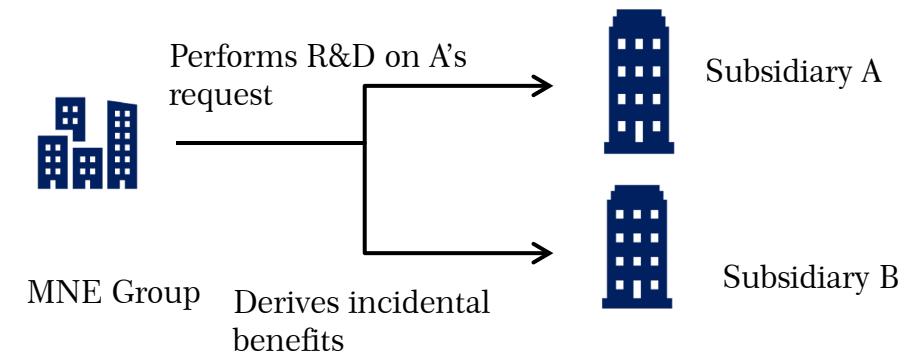 Performs R&D on A’s
request
Subsidiary A
MNE Group
Derives incidental
benefits
Subsidiary B